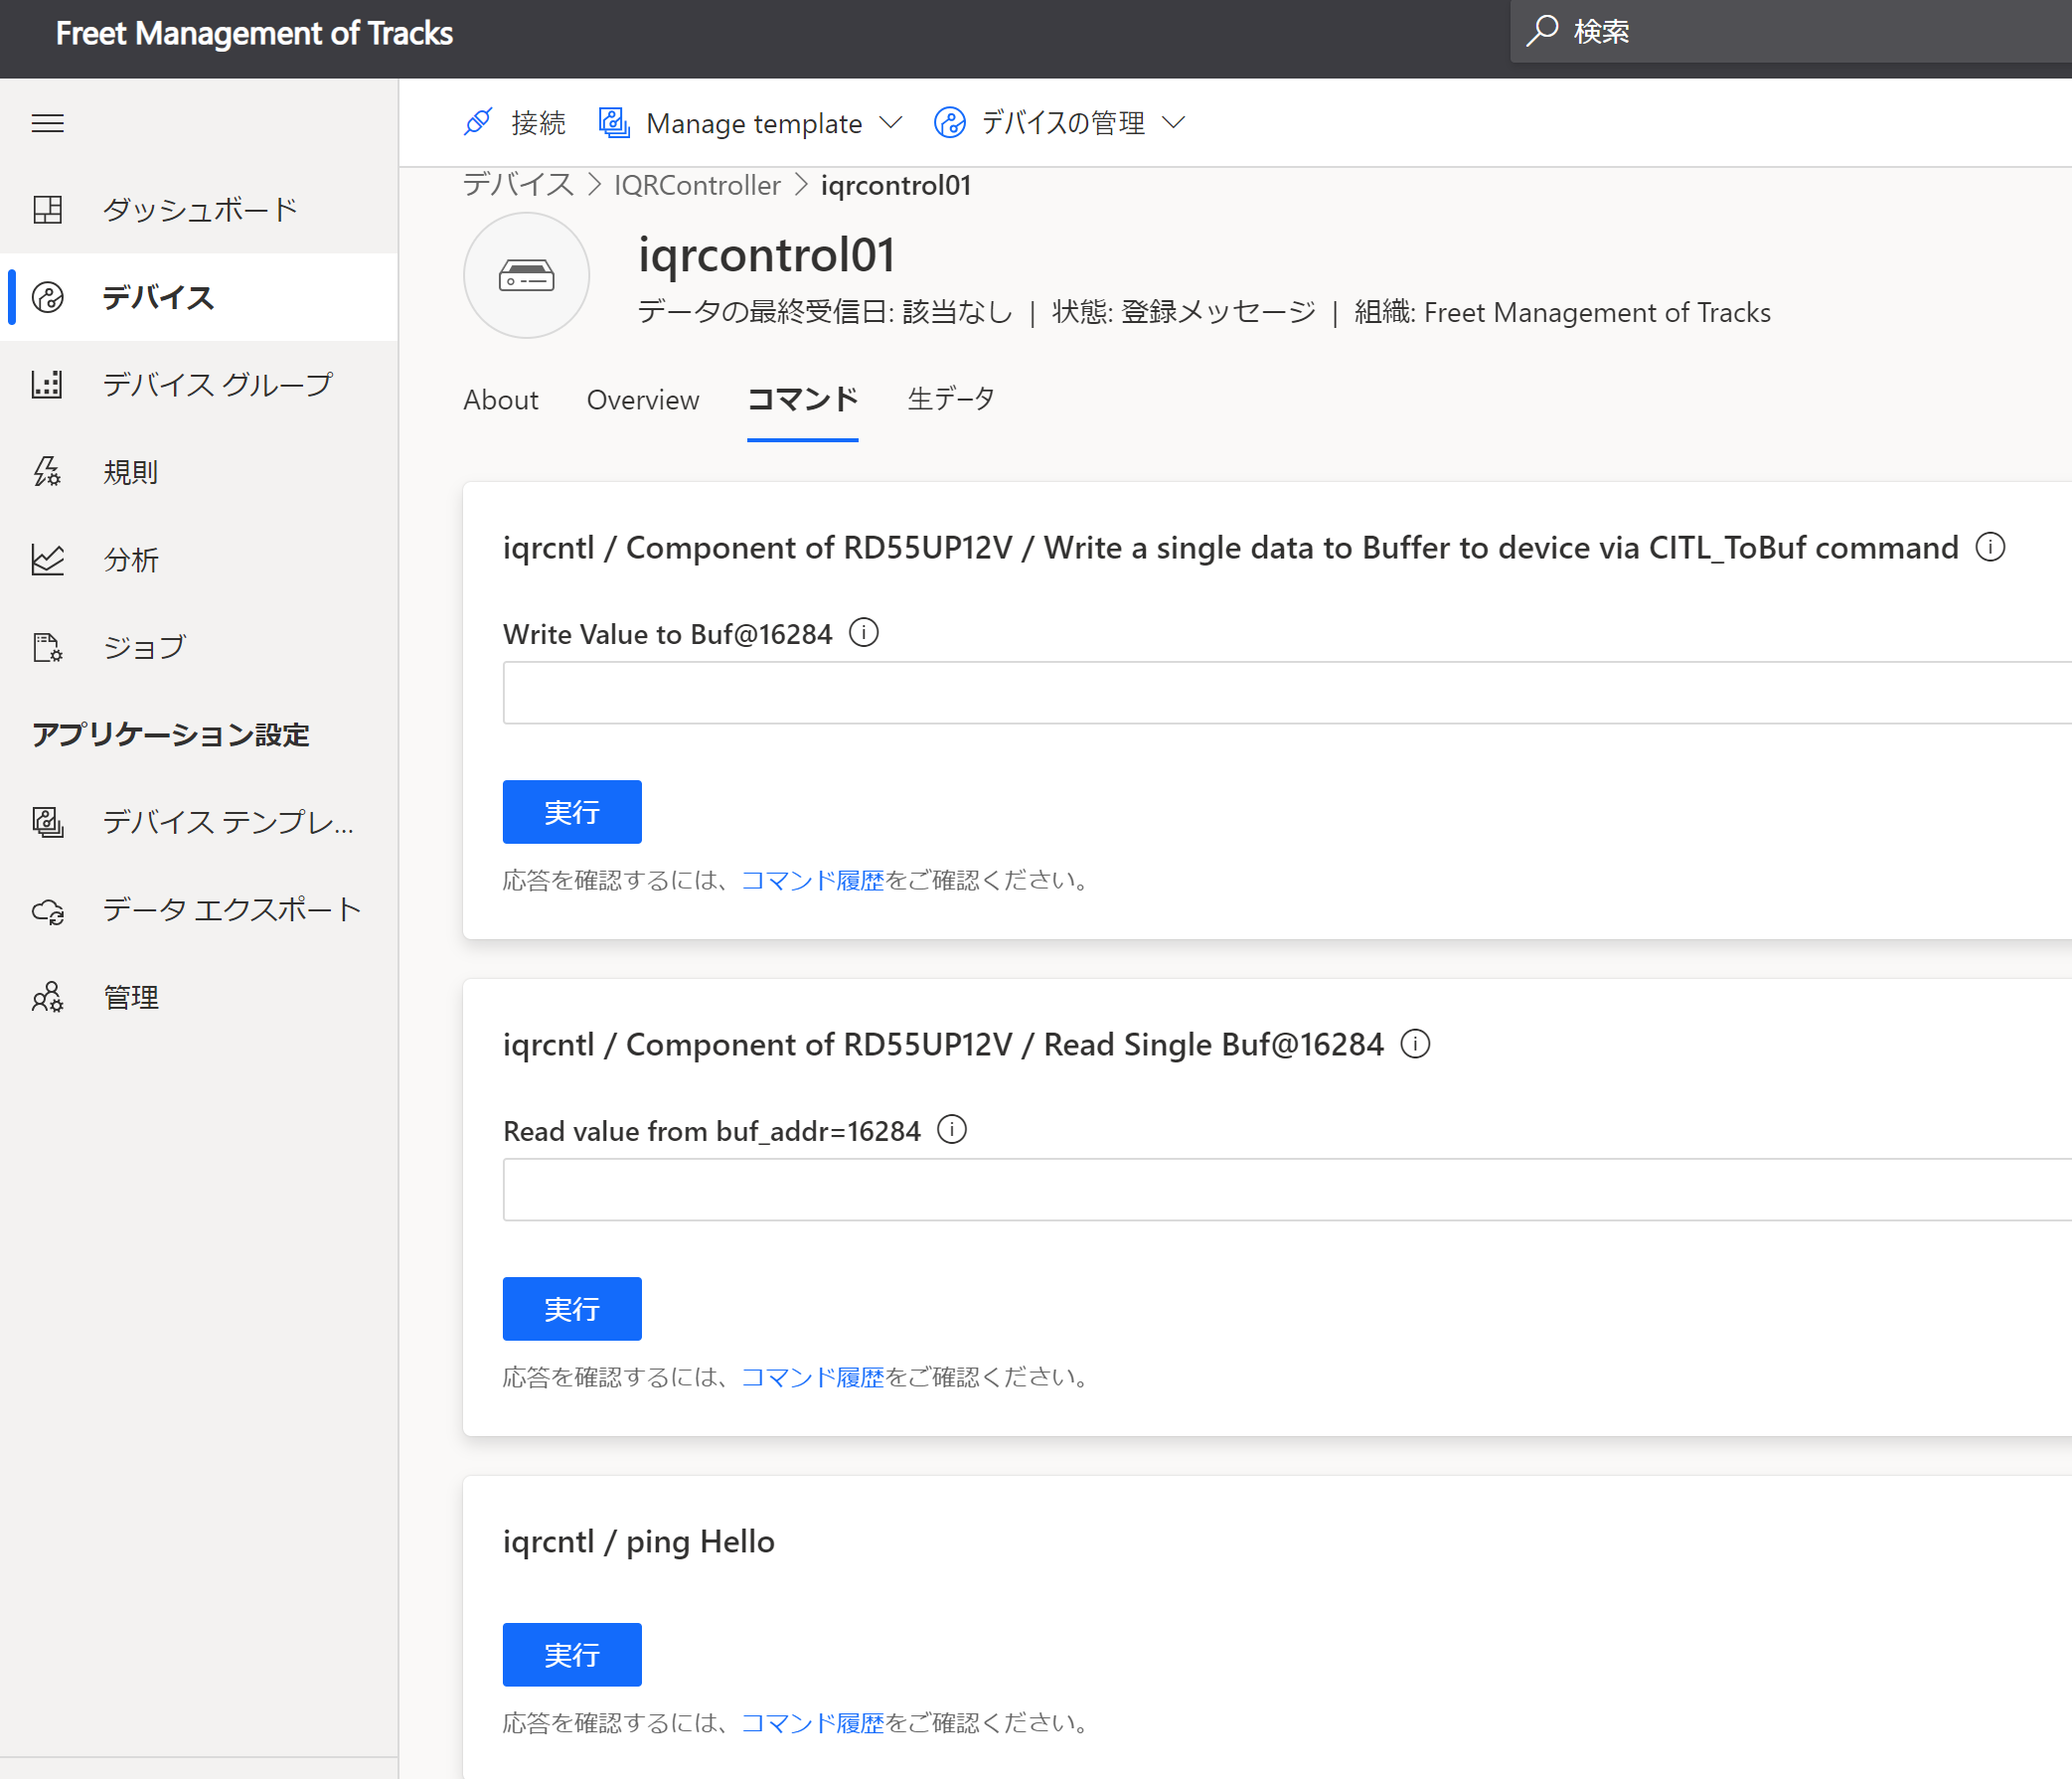 Freet Management of Tracks
検索
接続 Manage template デバイスの管理
デバイス > IQRController > iqrcontrol01
iqrcontrol01
データの最終受信日: 該当なし | 状態: 登録メッセージ | 組織: Freet Management of Tracks
About Overview コマンド 生データ
ダッシュボード
デバイス
デバイス グループ
規則
分析
ジョブ
アプリケーション設定
デバイス テンプレ...
データ エクスポート
管理
iqrcntl / Component of RD55UP12V / Write a single data to Buffer to device via CITL_ToBuf command
Write Value to Buf@16284
実行
応答を確認するには、コマンド履歴をご確認ください。
iqrcntl / Component of RD55UP12V / Read Single Buf@16284
Read value from buf_addr=16284
実行
応答を確認するには、コマンド履歴をご確認ください。
iqrcntl / ping Hello
実行
応答を確認するには、コマンド履歴をご確認ください。